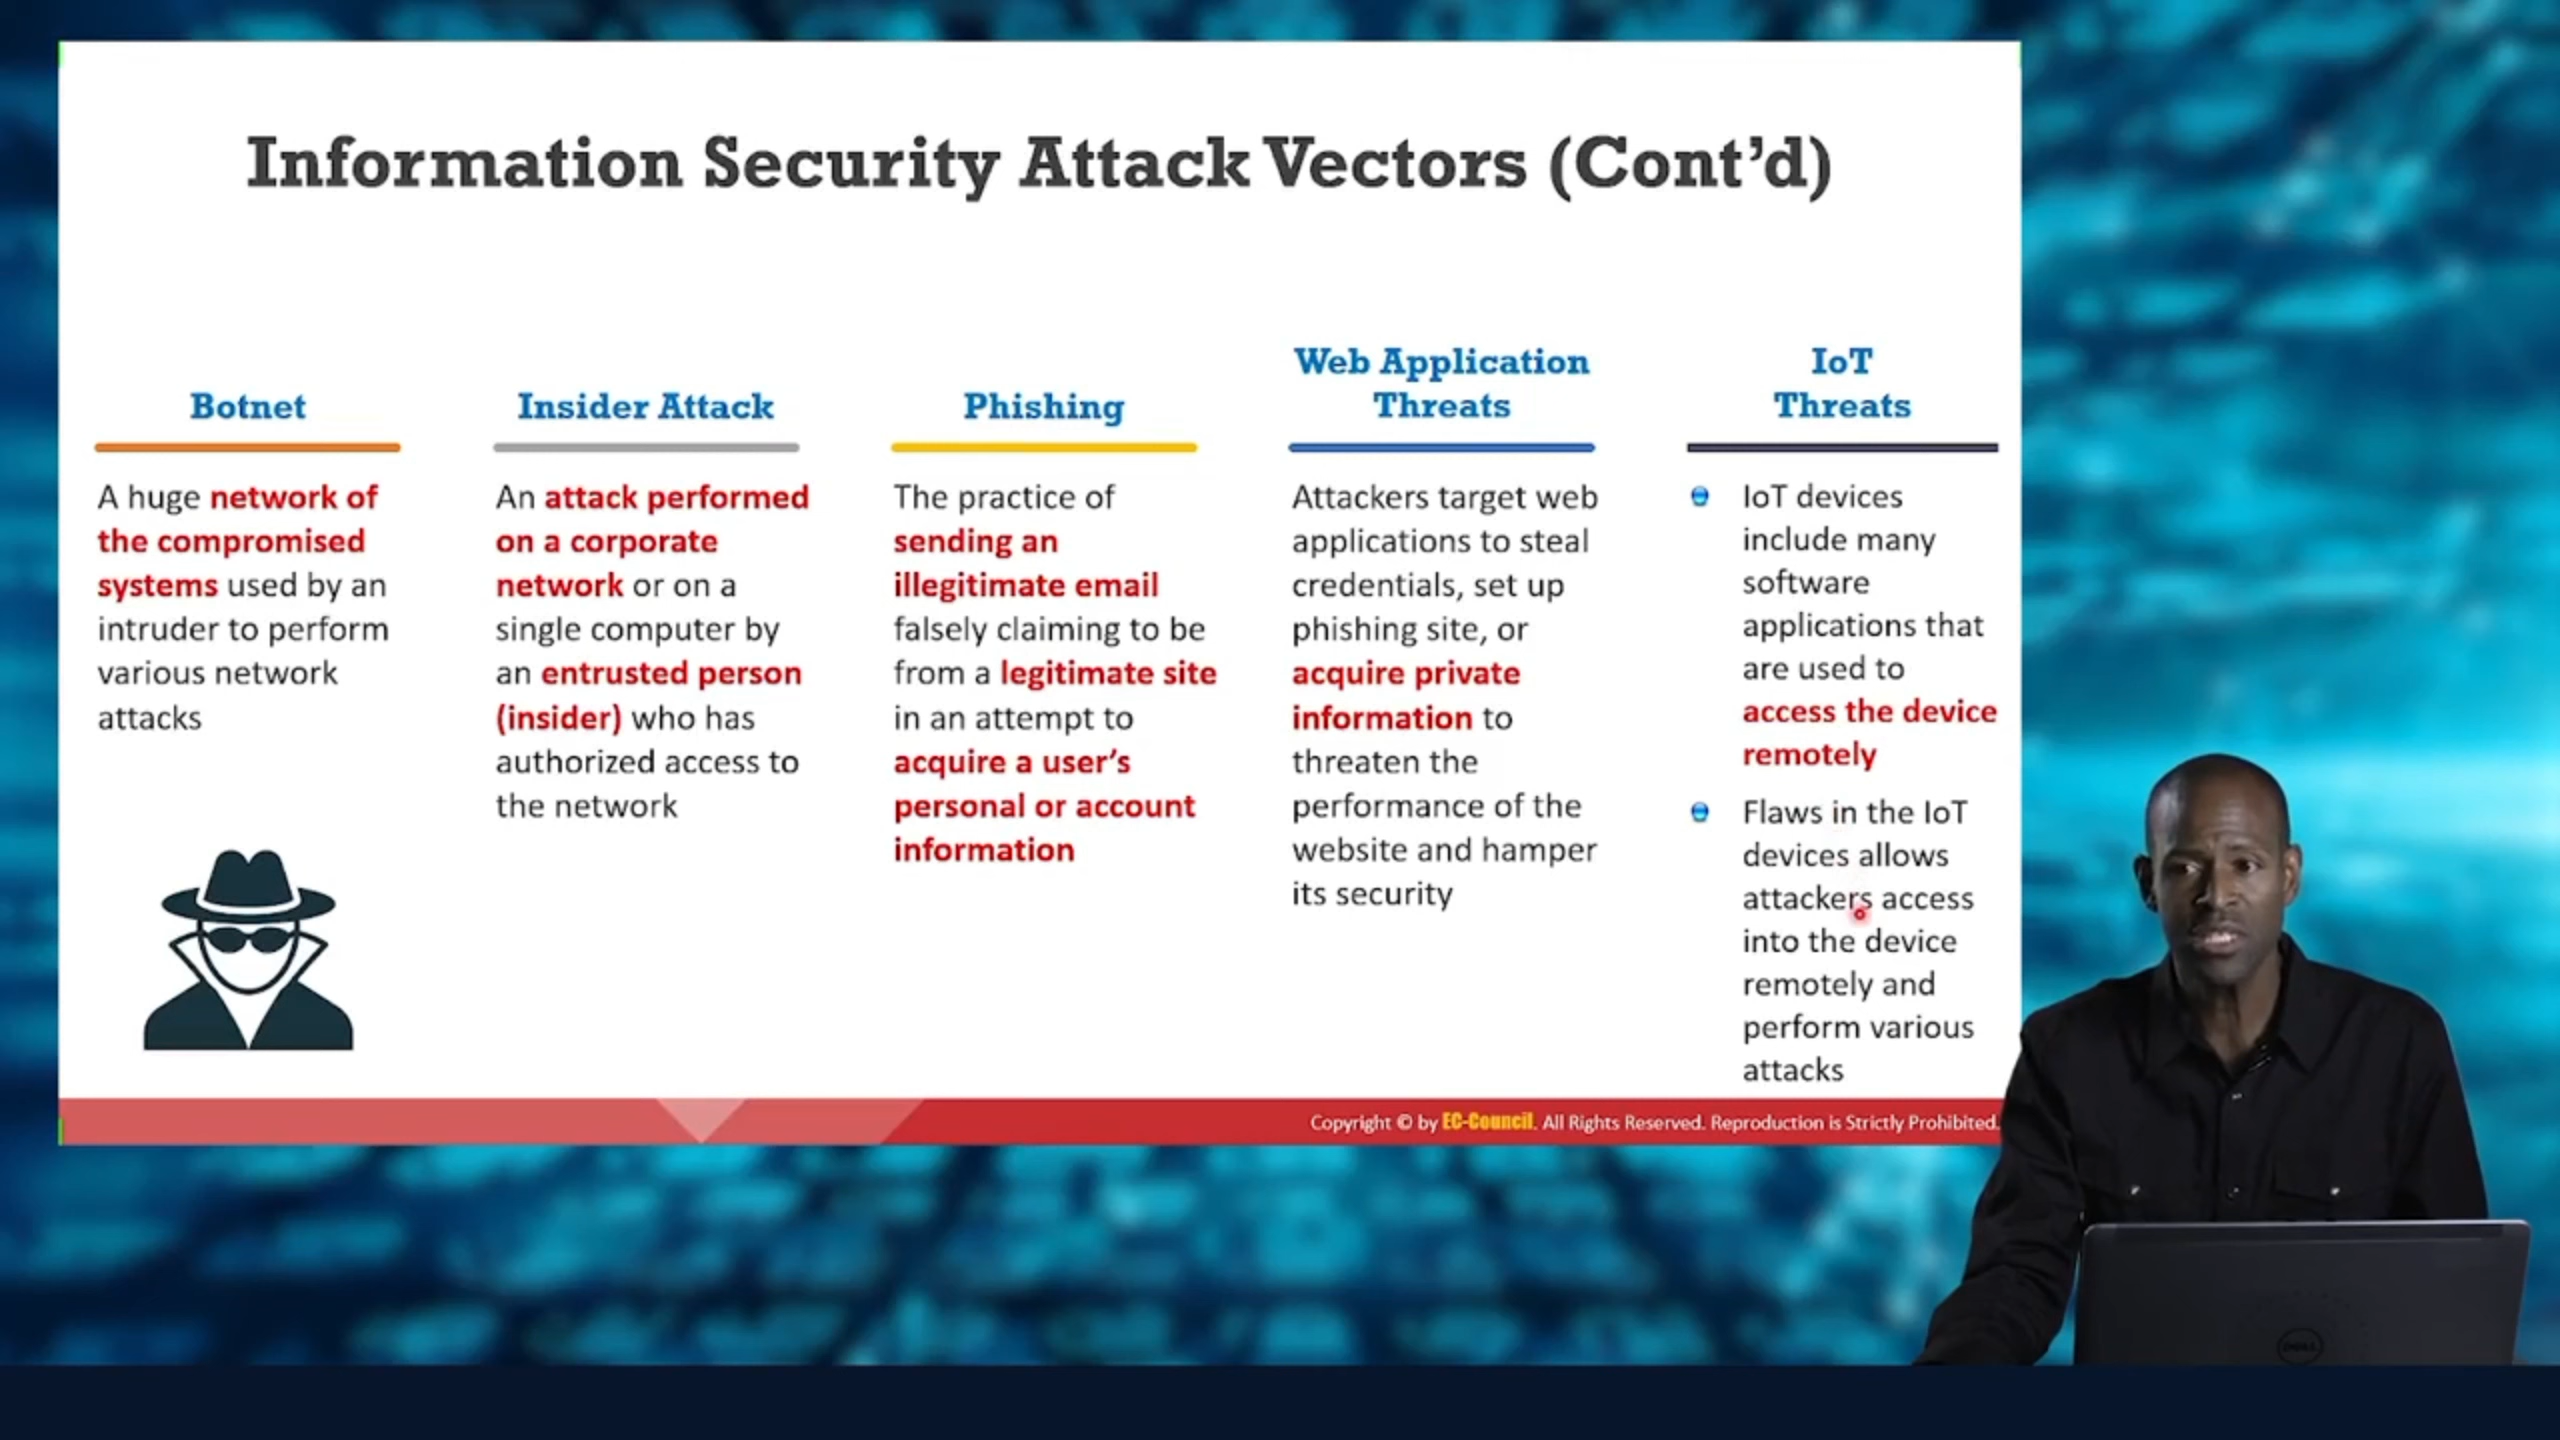 Information Security Attack Vectors (Cont’d)
Botnet
A huge network of
the compromised
systems used by an
intruder to perform
various network
attacks
Insider Attack
An attack performed
on a corporate
network or on a
single computer by
an entrusted person
(insider) who has
authorized access to
the network
Phishing
The practice of
sending an
illegitimate email
falsely claiming to be
from a legitimate site
in an attempt to
acquire a user’s
personal or account
information
Web Application
Threats
Attackers target web
applications to steal
credentials, set up
phishing site, or
acquire private
information to
threaten the
performance of the
website and hamper
its security
IoT
Threats
IoT devices
include many
software
applications that
are used to
access the device
remotely
Flaws in the IoT
devices allows
attackers access
into the device
remotely and
perform various
attacks
Copyright © by EC-Council. All Rights Reserved. Reproduction is Strictly Prohibited.
DELL